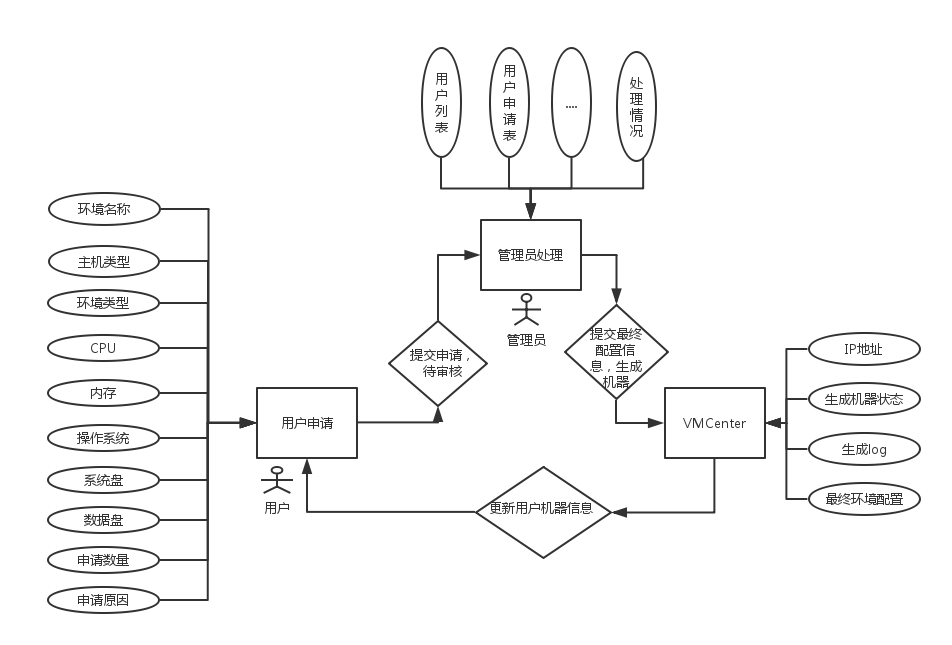 用户列表
用户申请表
....
处理情况
环境名称
主机类型
环境类型
CPU
内存
操作系统
系统盘
数据盘
申请数量
申请原因
用户申请
用户
提交申请，
待审核
管理员处理
管理员
提交最终
配置信
息，生成
机器
VMCenter
IP地址
生成机器状态
生成log
最终环境配置
更新用户机器信息